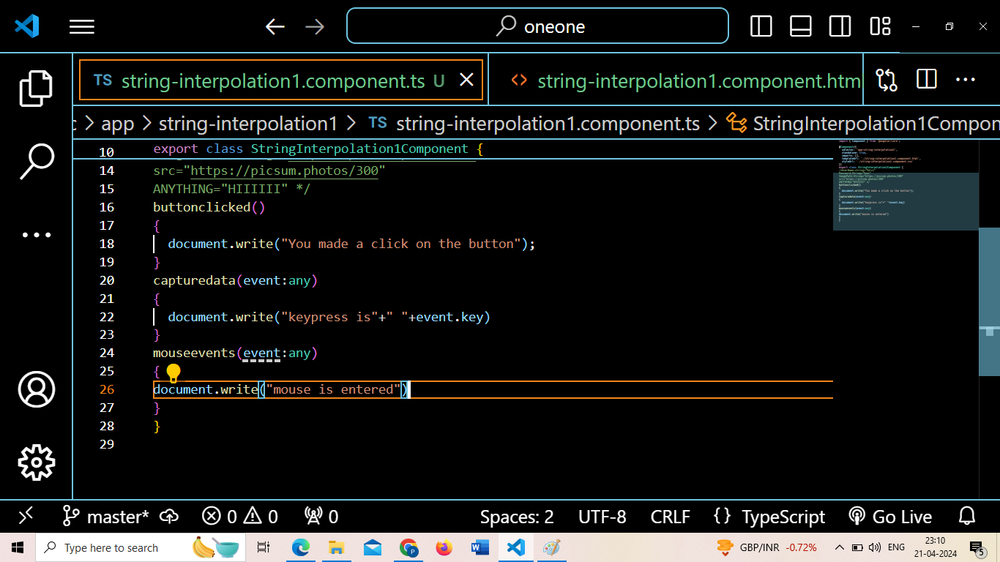 oneone
TS string-interpolation1.component.ts U
string-interpolation1.component.htm
app string-interpolation1 TS string-interpolation1.component.ts StringInterpolation1Compon
10 export class StringInterpolation1Component {
14 src="https://picsum.photos/300"
15 ANYTHING="HIIIIII" */
16 buttonclicked()
17 {
18 document.write("You made a click on the button");
19 }
20 capturedata(event:any)
21 {
22 document.write("keypress is"+" "+event.key)
23 }
24 mouseevents(event:any)
25 {
26 document.write("mouse is entered")
27 }
28 }
29
master* 0 0 0 Spaces: 2 UTF-8 CRLF {} TypeScript Go Live
Type here to search GBP/INR -0.72% ENG 23:10
21-04-2024 5